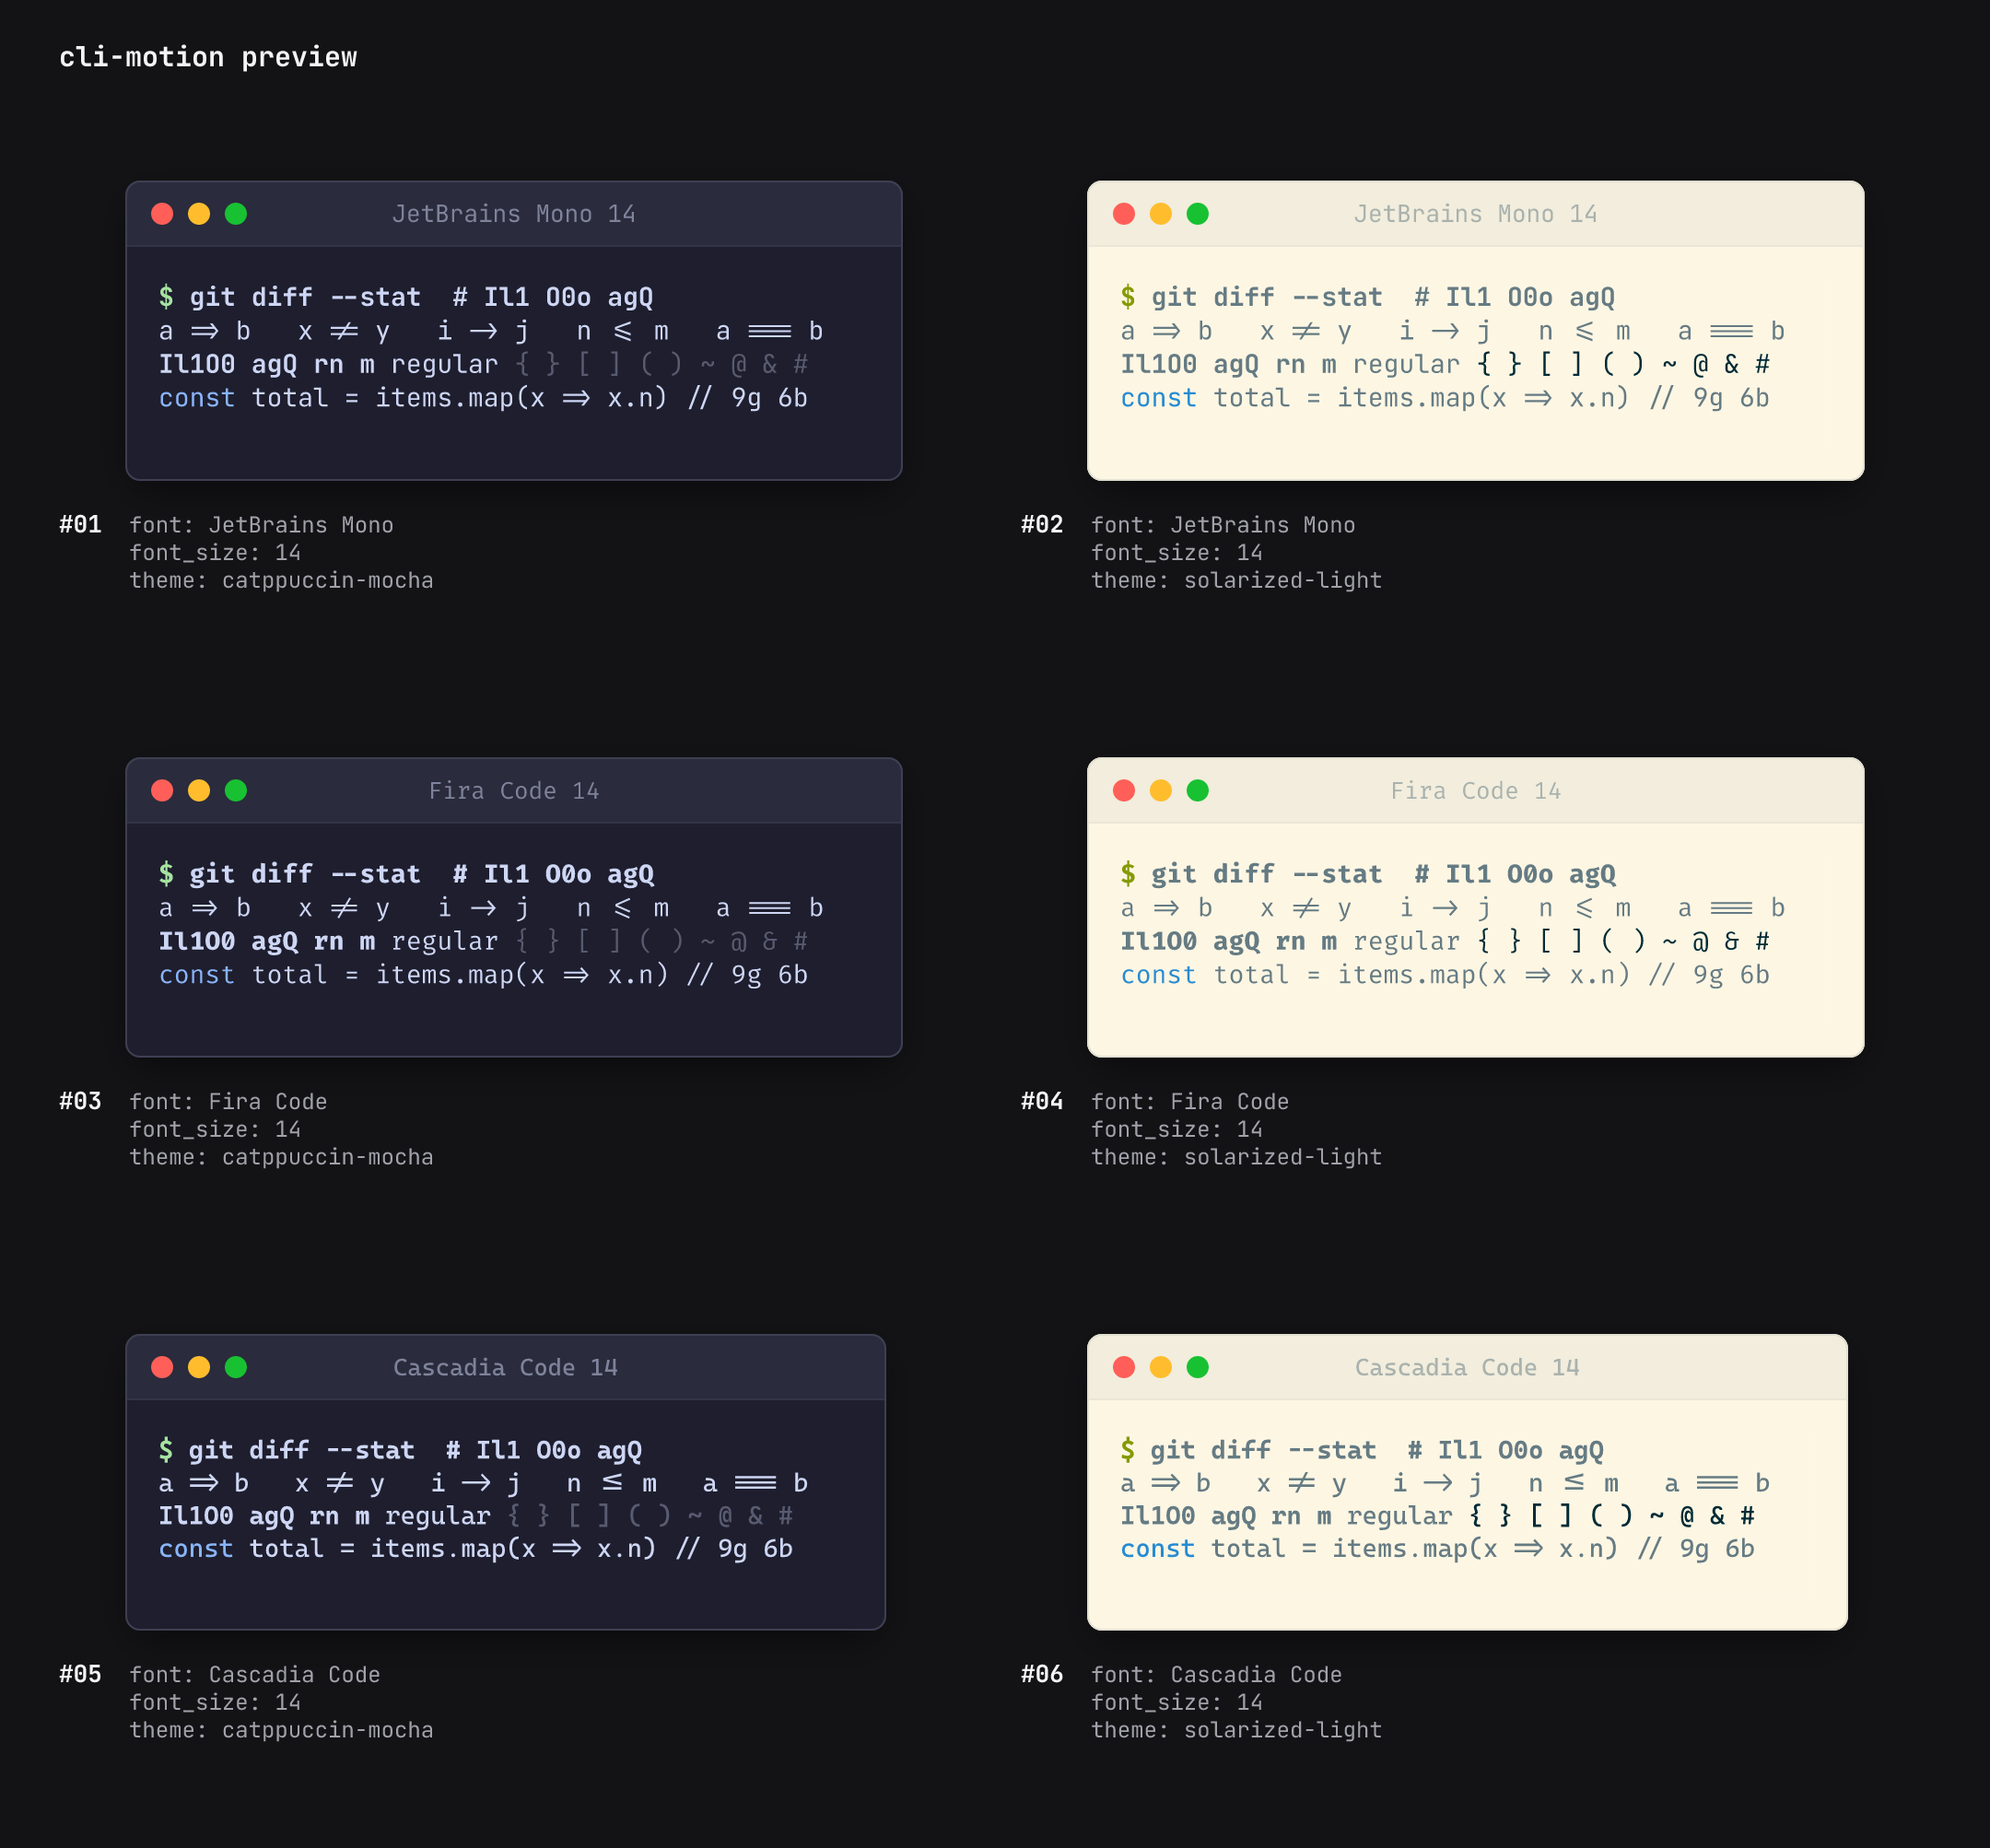 cli-motion preview
JetBrains Mono 14
$ git diff --stat  # Il1 O0o agQ
a => b   x != y   i -> j   n <= m   a === b
Il1O0 agQ rn m regular { } [ ] ( ) ~ @ & #
const total = items.map(x => x.n) // 9g 6b
#01 font: JetBrains Mono
font_size: 14
theme: catppuccin-mocha
JetBrains Mono 14
$ git diff --stat  # Il1 O0o agQ
a => b   x != y   i -> j   n <= m   a === b
Il1O0 agQ rn m regular { } [ ] ( ) ~ @ & #
const total = items.map(x => x.n) // 9g 6b
#02 font: JetBrains Mono
font_size: 14
theme: solarized-light
Fira Code 14
$ git diff --stat  # Il1 O0o agQ
a => b   x != y   i -> j   n <= m   a === b
Il1O0 agQ rn m regular { } [ ] ( ) ~ @ & #
const total = items.map(x => x.n) // 9g 6b
#03 font: Fira Code
font_size: 14
theme: catppuccin-mocha
Fira Code 14
$ git diff --stat  # Il1 O0o agQ
a => b   x != y   i -> j   n <= m   a === b
Il1O0 agQ rn m regular { } [ ] ( ) ~ @ & #
const total = items.map(x => x.n) // 9g 6b
#04 font: Fira Code
font_size: 14
theme: solarized-light
Cascadia Code 14
$ git diff --stat  # Il1 O0o agQ
a => b   x != y   i -> j   n <= m   a === b
Il1O0 agQ rn m regular { } [ ] ( ) ~ @ & #
const total = items.map(x => x.n) // 9g 6b
#05 font: Cascadia Code
font_size: 14
theme: catppuccin-mocha
Cascadia Code 14
$ git diff --stat  # Il1 O0o agQ
a => b   x != y   i -> j   n <= m   a === b
Il1O0 agQ rn m regular { } [ ] ( ) ~ @ & #
const total = items.map(x => x.n) // 9g 6b
#06 font: Cascadia Code
font_size: 14
theme: solarized-light